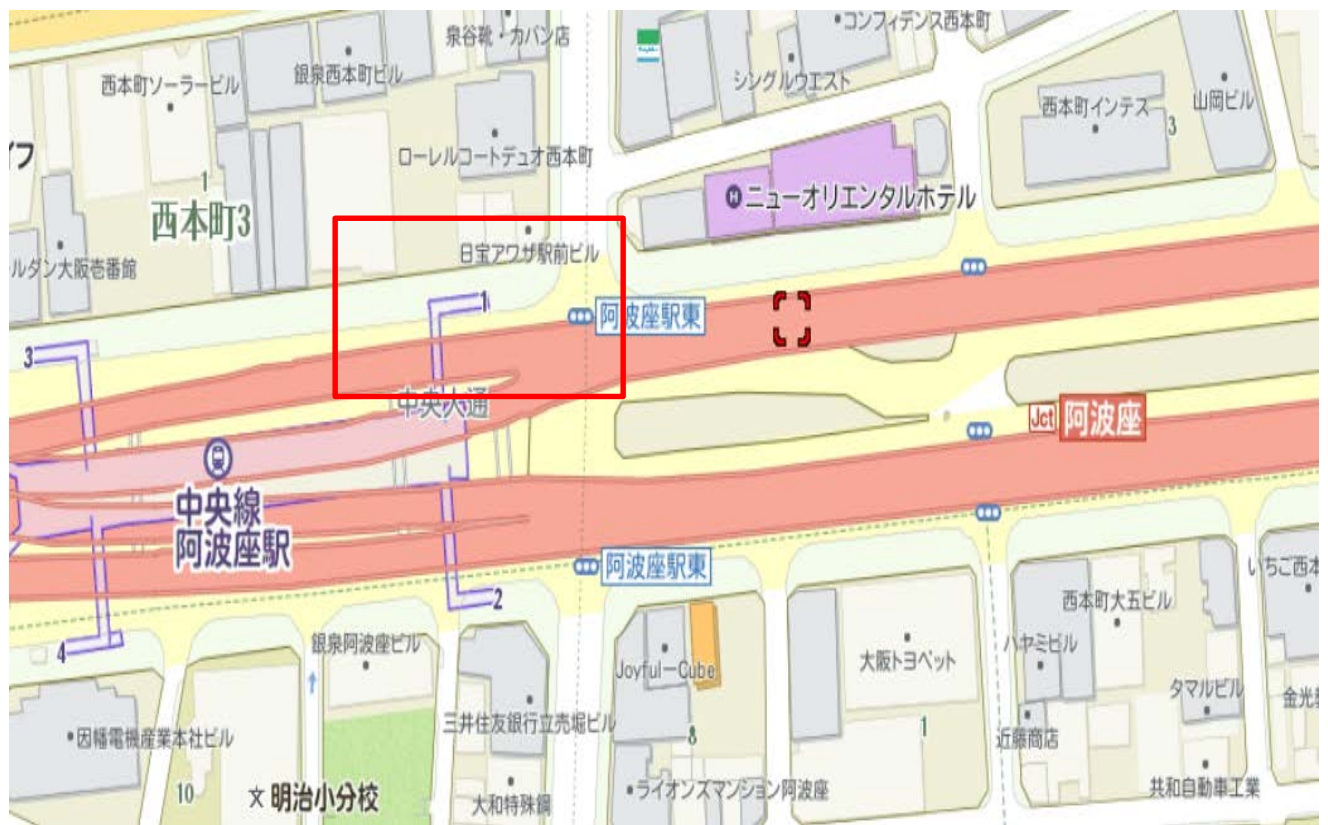 コンフィデンス西本町
泉谷靴・カバン店
西本町ソーラービル
銀泉西本町ビル
シングルウエスト
西本町インテス
山岡ビル
3
イフ
ローレルコートデュオ西本町
1
西本町3
H
ニューオリエンタルホテル
日宝アワザ駅前ビル
ルダン大阪壱番館
1
阿波座駅東
3
中央大通
Jct 阿波座
中央線
阿波座駅
阿波座駅東
いちご西本
2
西本町大五ビル
4
銀泉阿波座ビル
Joyful-Cube
大阪トヨペット
ハヤミビル
タマルビル
金光教
三井住友銀行立売堀ビル
因幡電機産業本社ビル
8
1
近藤商店
10
文 明治小分校
大和特殊鋼
ライオンズマンション阿波座
共和自動車工業